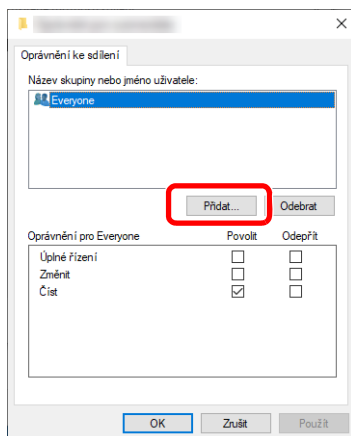 Oprávnění ke sdílení
Název skupiny nebo jméno uživatele:
Everyone
Přidat... Odebrat
Oprávnění pro Everyone Povolit Odepřít
Úplné řízení
Změnit
Číst
OK Zrušit Použít